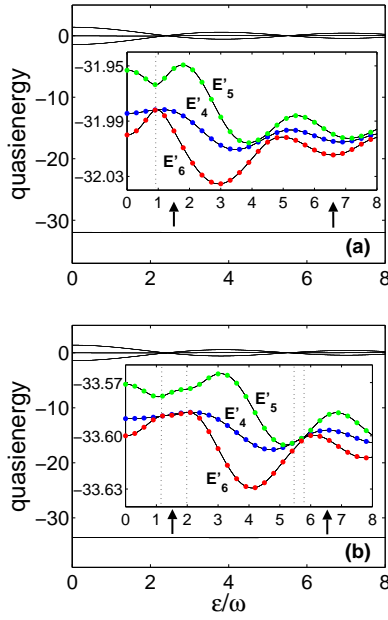 0
−10
−20
−30
quasienergy
−31.95
−31.99
−32.03
0 1 2 3 4 5 6 7 8
E'₅
E'₄
E'₆
(a)
0 2 4 6 8
0
−10
−20
−30
quasienergy
−33.57
−33.60
−33.63
0 1 2 3 4 5 6 7 8
E'₅
E'₄
E'₆
(b)
0 2 4 6 8
ε/ω